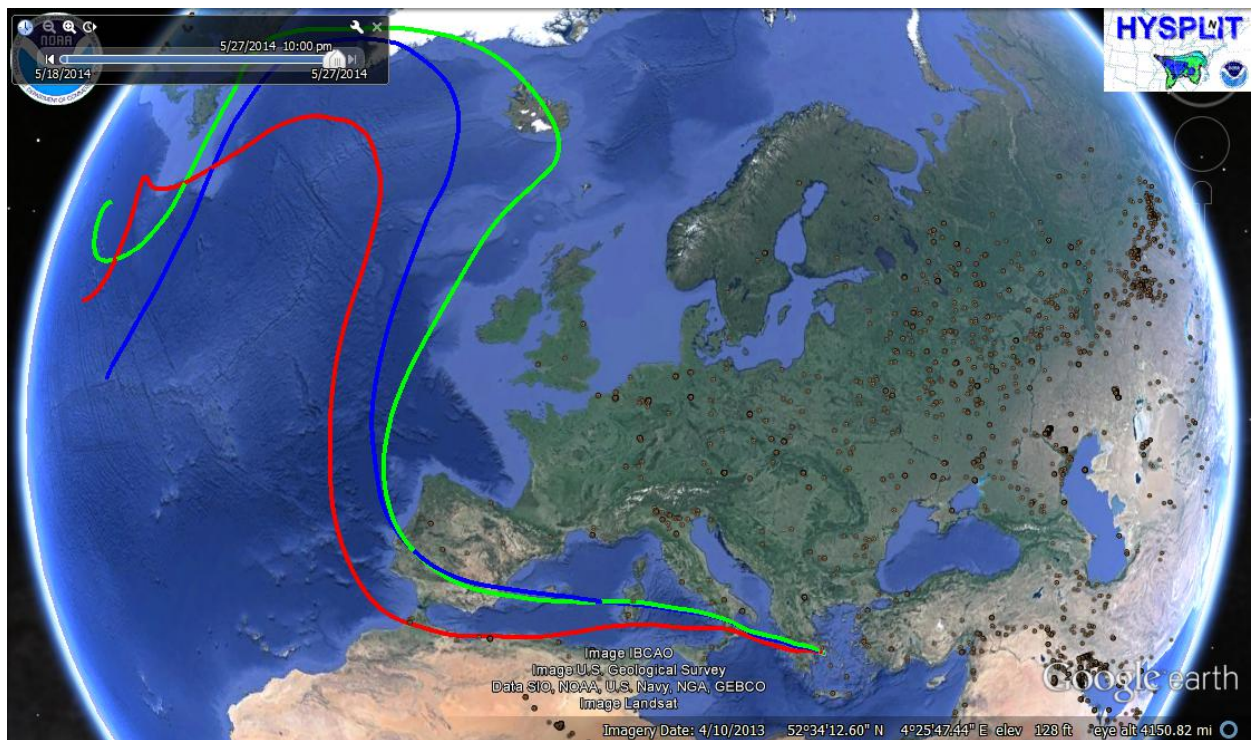 NOAA
5/27/2014 10:00 pm
5/18/2014
5/27/2014
HYSPLIT
Image IBCAO
Image U.S. Geological Survey
Data SIO, NOAA, U.S. Navy, NGA, GEBCO
Image Landsat
Google earth
Imagery Date: 4/10/2013 52°34'12.60" N 4°25'47.44" E elev 128 ft eye alt 4150.82 mi